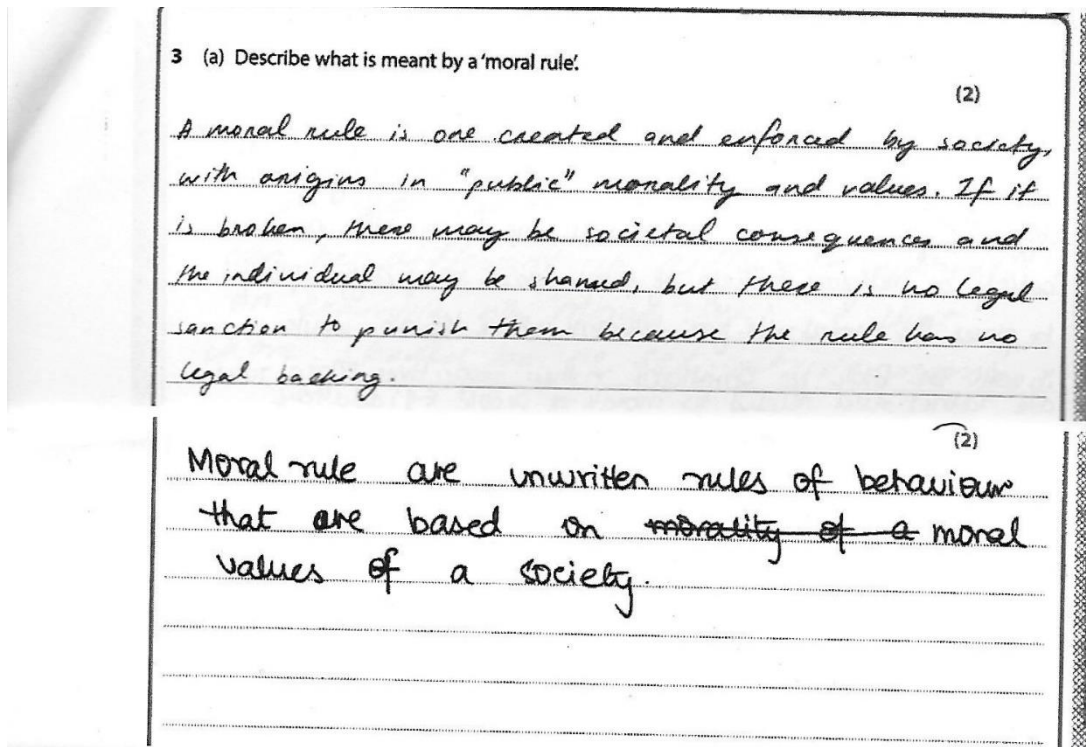 3 (a) Describe what is meant by a 'moral rule'.
(2)
A moral rule is one created and enforced by society,
with origins in "public" morality and values. If it
is broken, there may be societal consequences and
the individual may be shamed, but there is no legal
sanction to punish them because the rule has no
legal backing.
(2)
Moral rule are unwritten rules of behaviour
that are based on morality of a moral
values of a society.